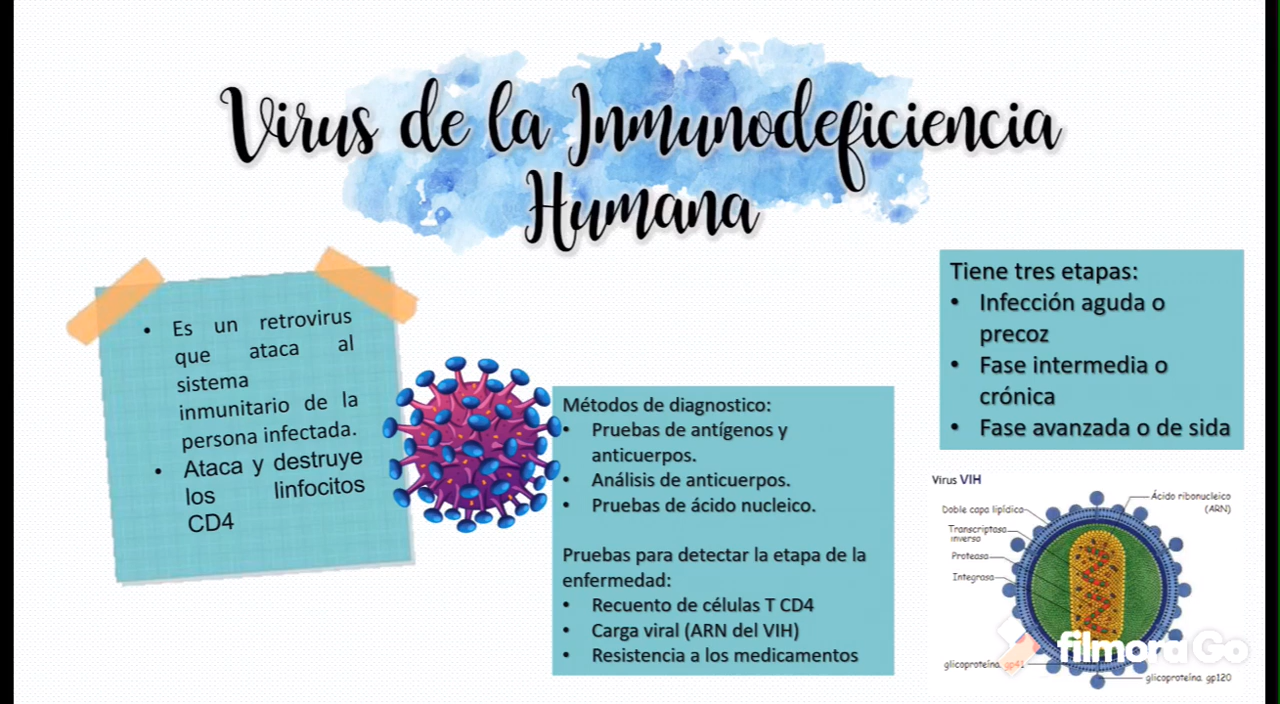 Virus de la Inmunodeficiencia
Humana
• Es un retrovirus
que ataca al
sistema
inmunitario de la
persona infectada.
• Ataca y destruye
los linfocitos
CD4
Métodos de diagnostico:
• Pruebas de antígenos y
anticuerpos.
• Análisis de anticuerpos.
• Pruebas de ácido nucleico.
Pruebas para detectar la etapa de la
enfermedad:
• Recuento de células T CD4
• Carga viral (ARN del VIH)
• Resistencia a los medicamentos
Tiene tres etapas:
• Infección aguda o
precoz
• Fase intermedia o
crónica
• Fase avanzada o de sida
Virus VIH
Ácido ribonucleico
(ARN)
Doble capa lipídica
Transcriptasa
inversa
Proteasa
Integrasa
filmora Go
glicoproteína. gp41
glicoproteína. gp120